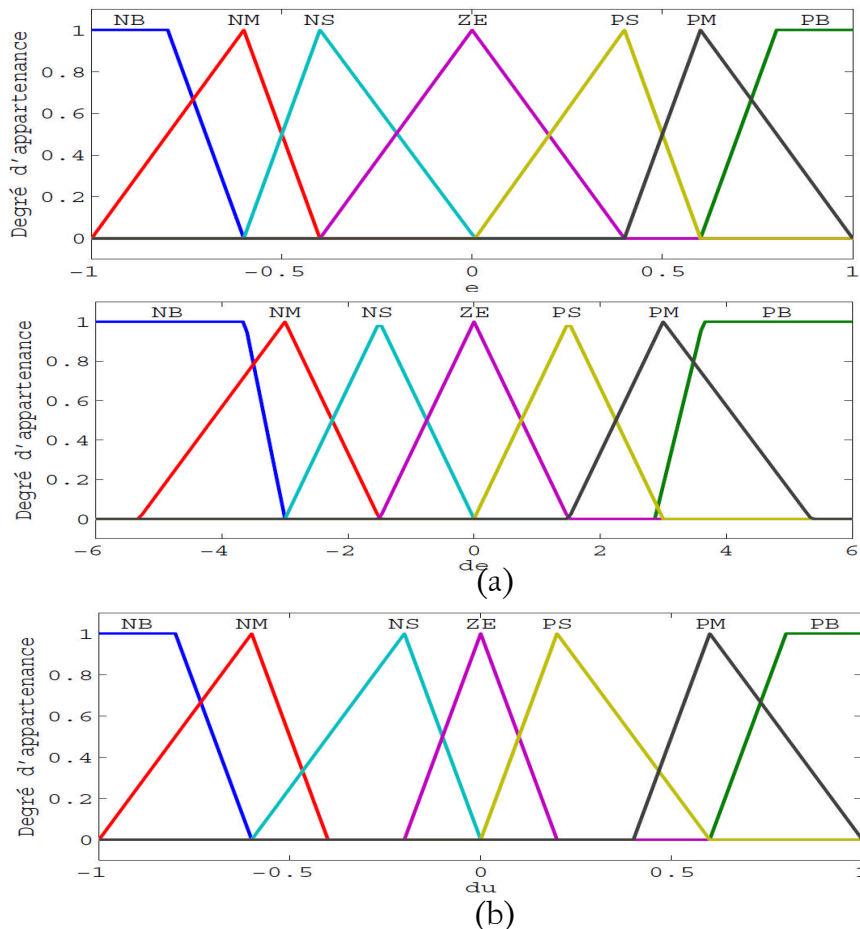 NB NM NS ZE PS PM PB
Degré d'appartenance
1
0.8
0.6
0.4
0.2
0
-1 -0.5 0 0.5 1
e
NB NM NS ZE PS PM PB
Degré d'appartenance
1
0.8
0.6
0.4
0.2
0
-6 -4 -2 0 2 4 6
de
(a)
NB NM NS ZE PS PM PB
Degré d'appartenance
1
0.8
0.6
0.4
0.2
0
-1 -0.5 0 0.5 1
du
(b)